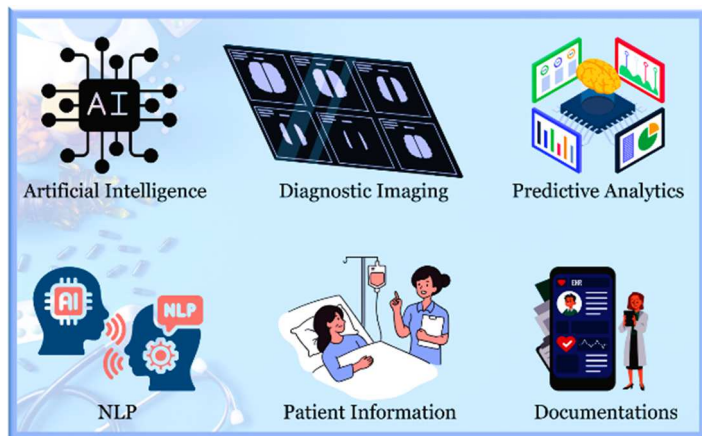 AI
Artificial Intelligence
Diagnostic Imaging
Predictive Analytics
AI
NLP
NLP
Patient Information
EHR
Documentations